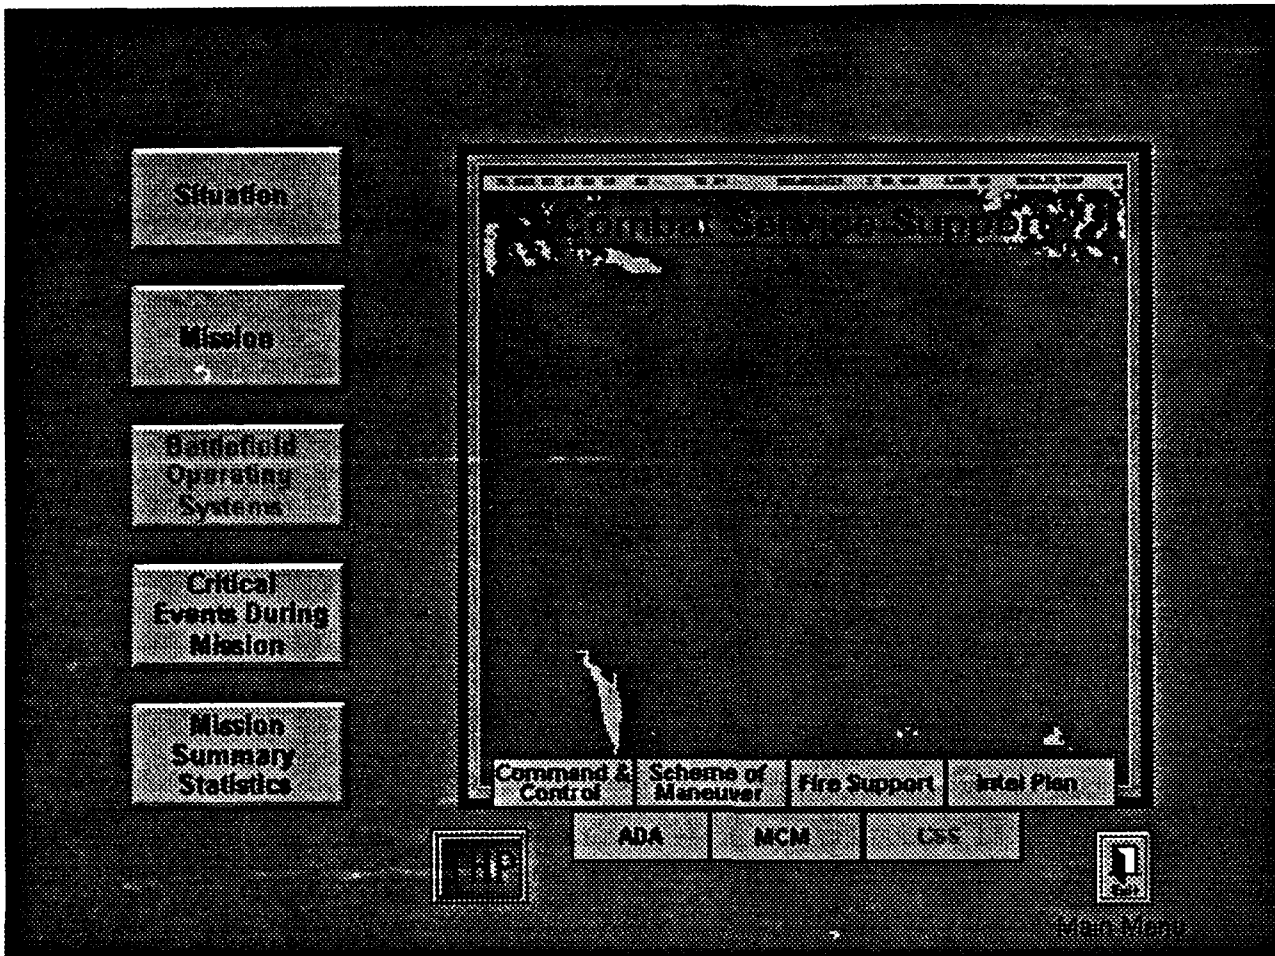 Situation
Mission
Battlefield
Operating
Systems
Critical
Events During
Mission
Mission
Summary
Statistics
Combat Service Support
Command &
Control
Scheme of
Maneuver
Fire Support
Intel Plan
ADA
MCM
CSS
Main Menu